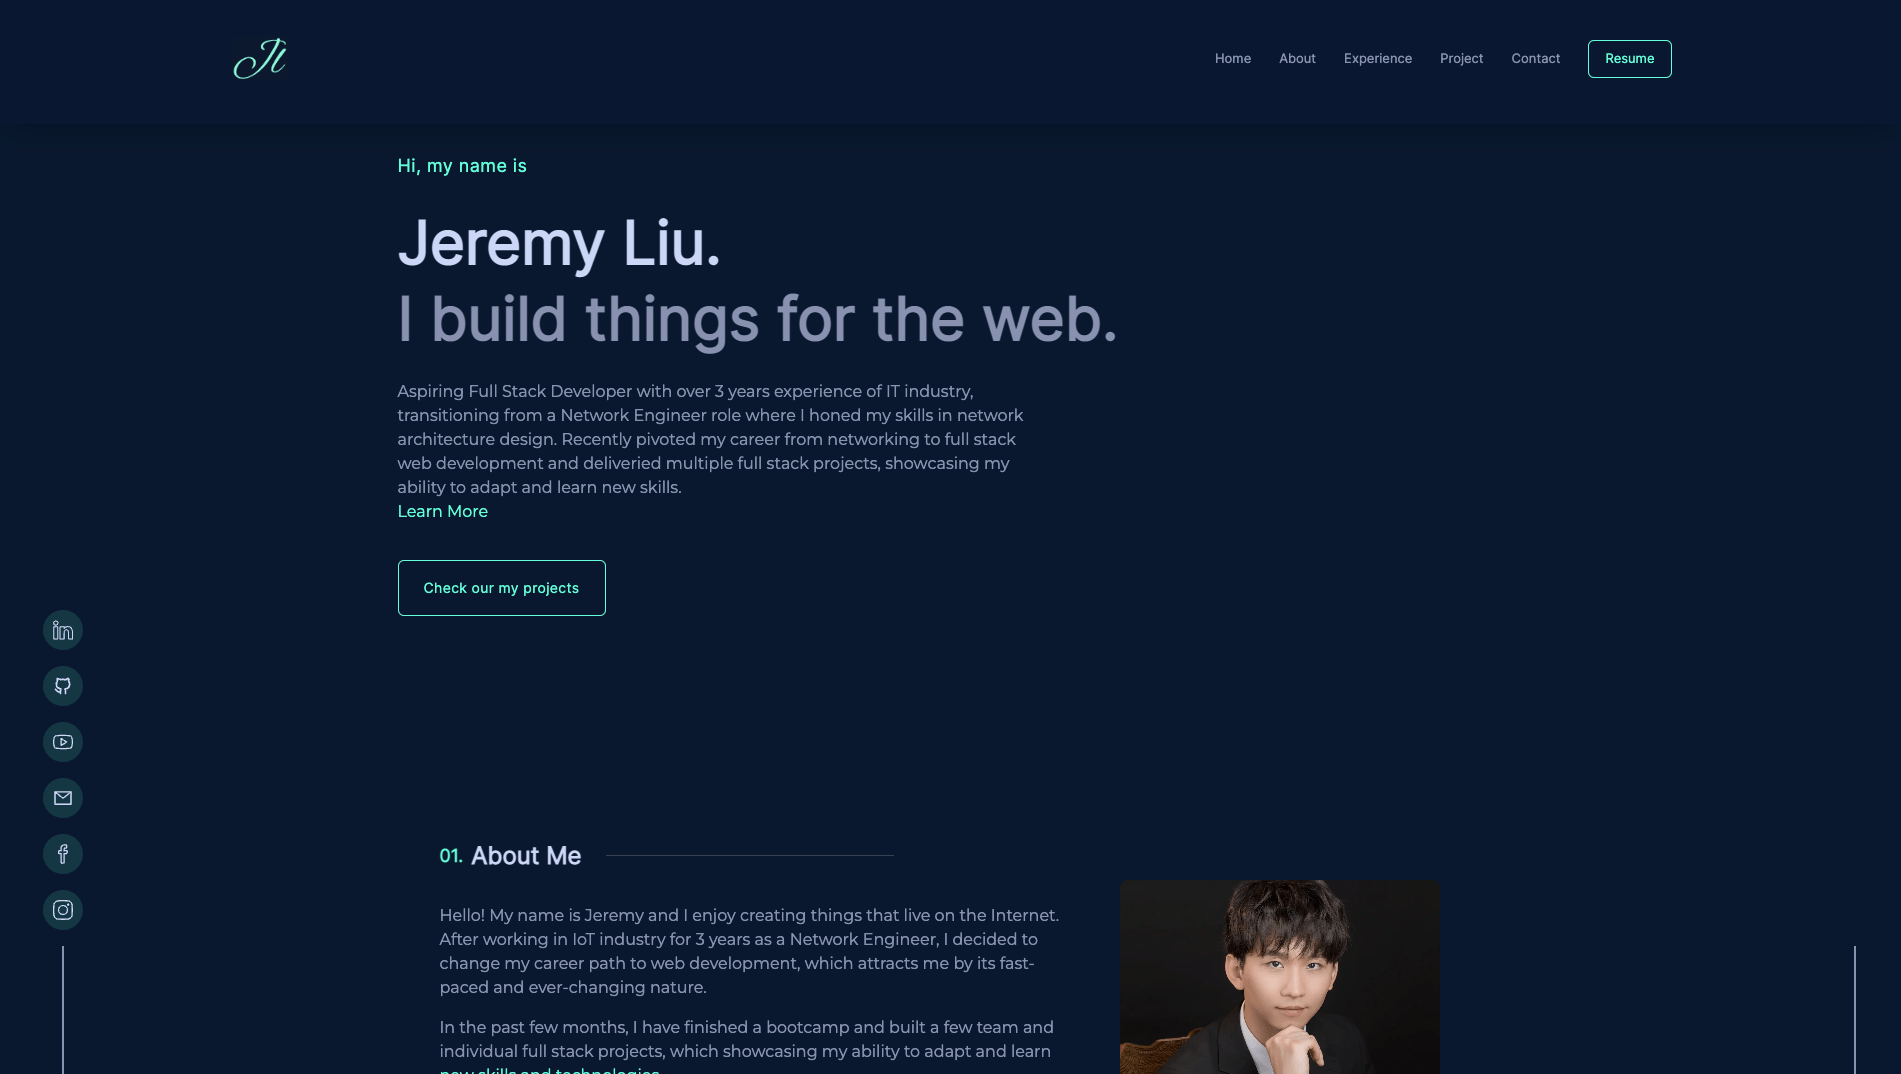 Jl
Home
About
Experience
Project
Contact
Resume
Hi, my name is
Jeremy Liu.
I build things for the web.
Aspiring Full Stack Developer with over 3 years experience of IT industry,
transitioning from a Network Engineer role where I honed my skills in network
architecture design. Recently pivoted my career from networking to full stack
web development and deliveried multiple full stack projects, showcasing my
ability to adapt and learn new skills.
Learn More
Check our my projects
01. About Me
Hello! My name is Jeremy and I enjoy creating things that live on the Internet.
After working in IoT industry for 3 years as a Network Engineer, I decided to
change my career path to web development, which attracts me by its fast-
paced and ever-changing nature.
In the past few months, I have finished a bootcamp and built a few team and
individual full stack projects, which showcasing my ability to adapt and learn
new skills and technologies.